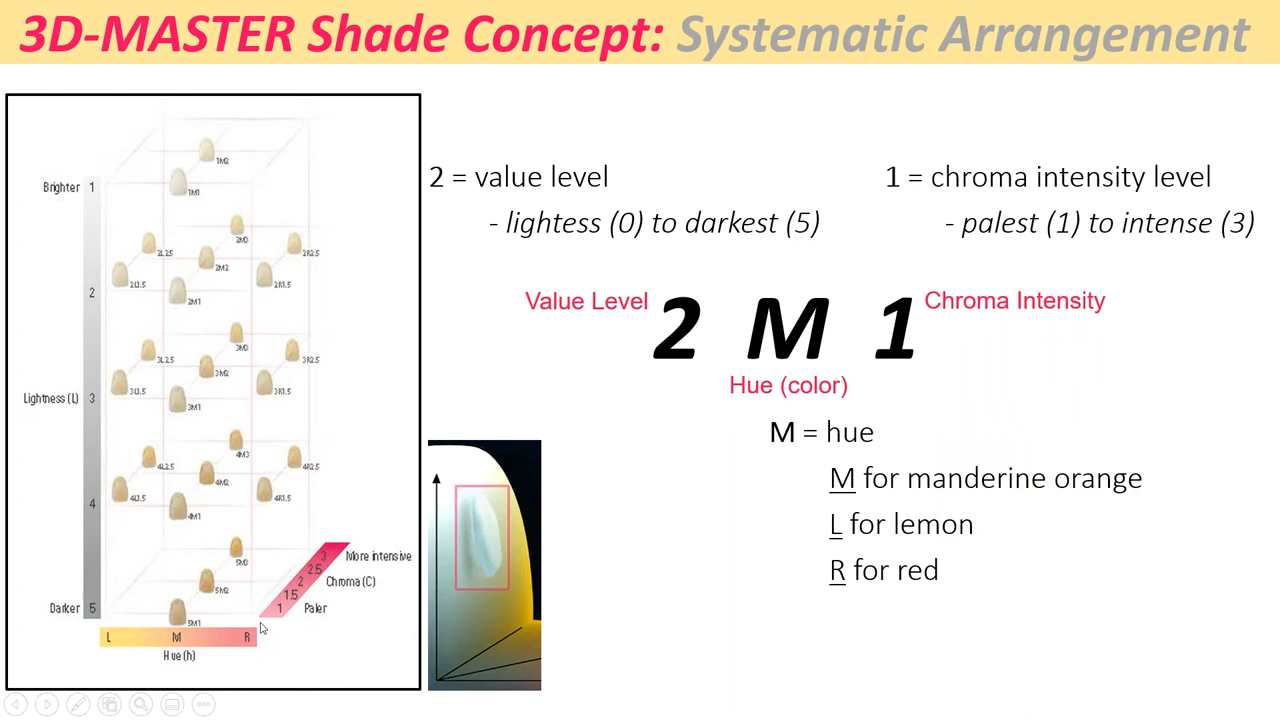 3D-MASTER Shade Concept: Systematic Arrangement
2 = value level
- lightess (0) to darkest (5)
1 = chroma intensity level
- palest (1) to intense (3)
Value Level
2 M 1
Chroma Intensity
Hue (color)
M = hue
M for manderine orange
L for lemon
R for red
1M2
Brighter 1
1M1
2M3
2L2.5
2R2.5
2M2
2L1.5
2R1.5
2
2M1
3M3
3L2.5
3R2.5
3M2
3L1.5
3R1.5
Lightness (L) 3
3M1
4M3
4L2.5
4R2.5
4M2
4L1.5
4R1.5
4
4M1
5M3
3 More intensive
2.5
5M2
2 Chroma (C)
1.5
Darker 5
1 Paler
5M1
L M R
Hue (h)